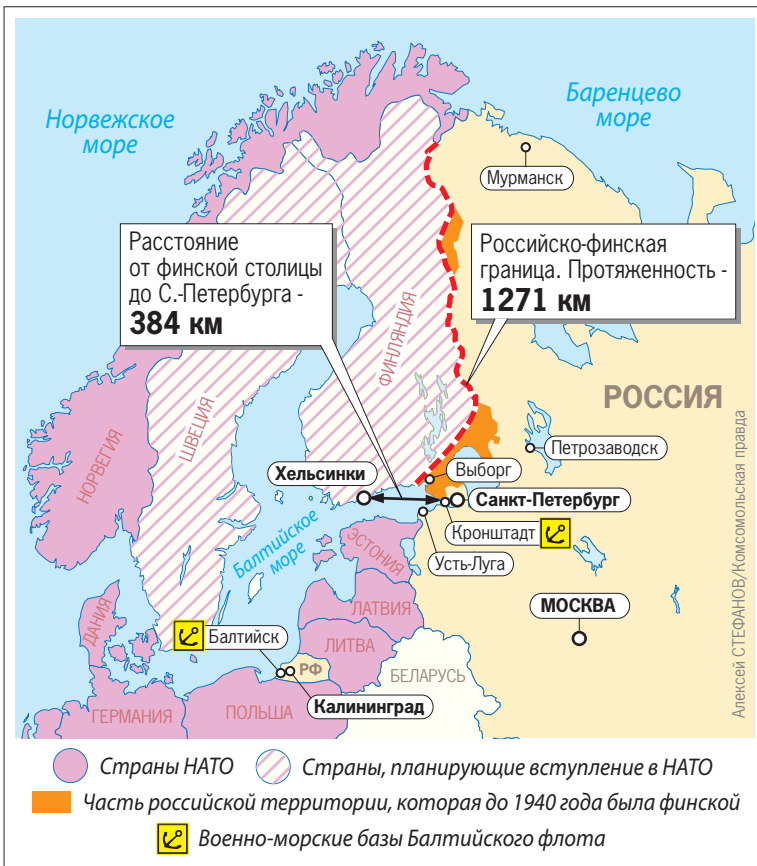 Норвежское
море
Баренцево
море
Мурманск
Расстояние
от финской столицы
до С.-Петербурга -
384 км
Российско-финская
граница. Протяженность -
1271 км
ФИНЛЯНДИЯ
ШВЕЦИЯ
НОРВЕГИЯ
РОССИЯ
Петрозаводск
Выборг
Хельсинки
Санкт-Петербург
Кронштадт
Усть-Луга
Балтийское
море
ЭСТОНИЯ
ЛАТВИЯ
ЛИТВА
МОСКВА
ДАНИЯ
Балтийск
РФ
БЕЛАРУСЬ
Калининград
ГЕРМАНИЯ
ПОЛЬША
Алексей СТЕФАНОВ/Комсомольская правда
Страны НАТО
Страны, планирующие вступление в НАТО
Часть российской территории, которая до 1940 года была финской
Военно-морские базы Балтийского флота